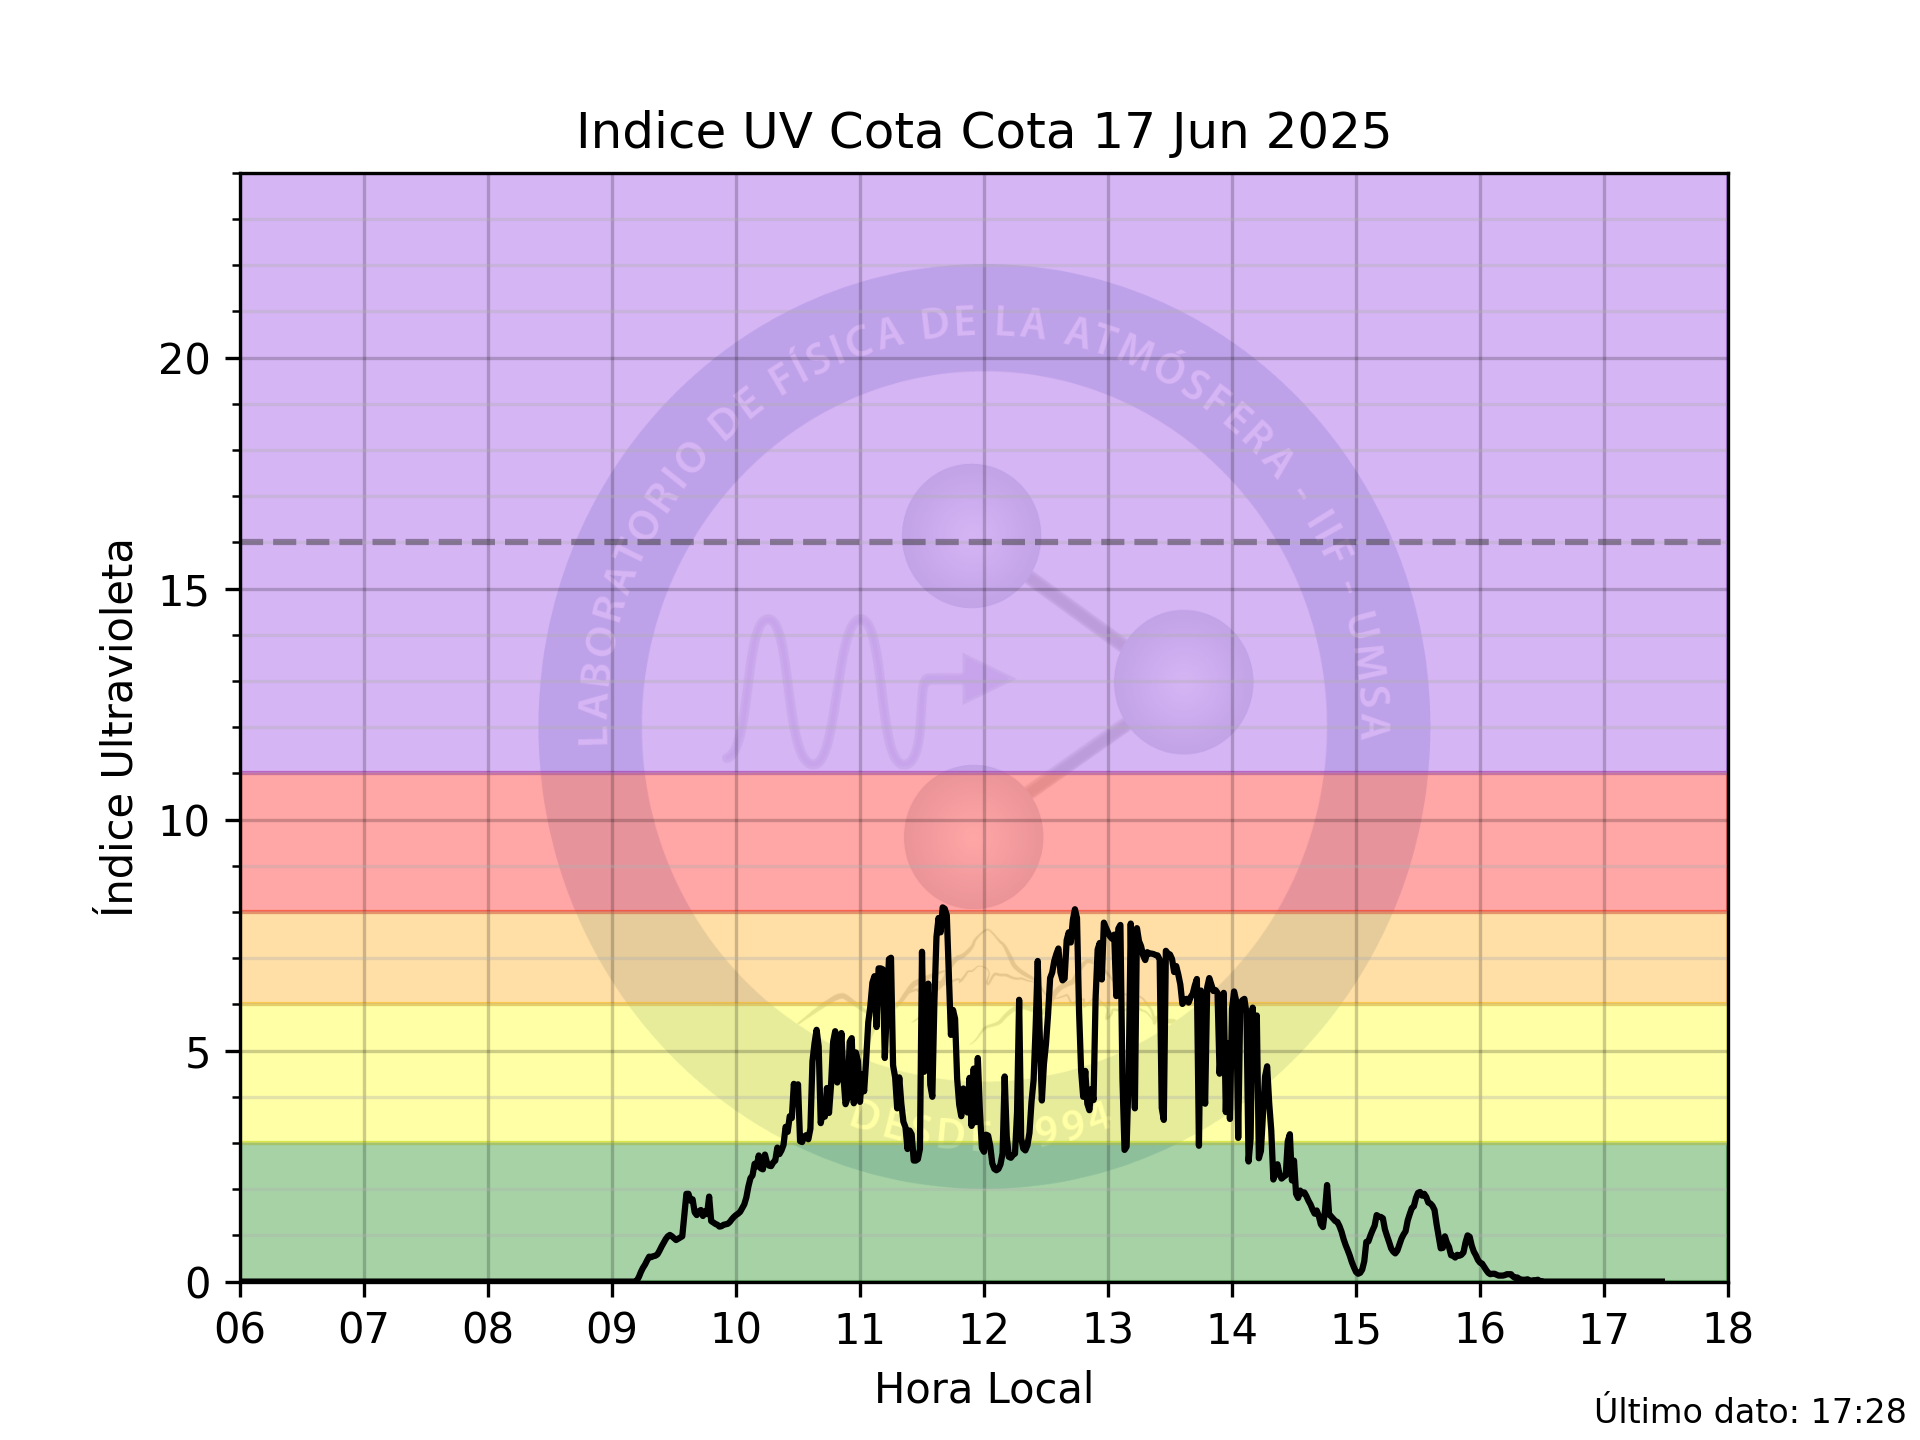 Indice UV Cota Cota 17 Jun 2025
LABORATORIO DE FÍSICA DE LA ATMÓSFERA - IIF - UMSA
20
15
10
5
0
Índice Ultravioleta
DESDE 1994
06 07 08 09 10 11 12 13 14 15 16 17 18
Hora Local
Último dato: 17:28